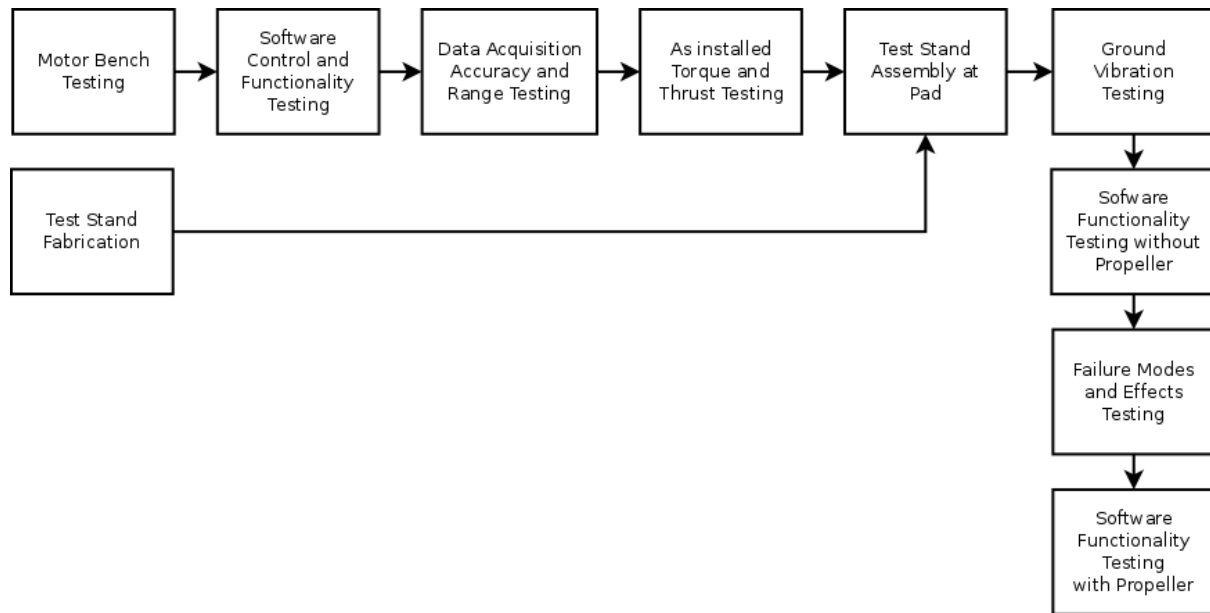 Motor Bench
Testing
Software
Control and
Functionality
Testing
Data Acquisition
Accuracy and
Range Testing
As installed
Torque and
Thrust Testing
Test Stand
Assembly at
Pad
Ground
Vibration
Testing
Test Stand
Fabrication
Sofware
Functionality
Testing without
Propeller
Failure Modes
and Effects
Testing
Software
Functionality
Testing
with Propeller